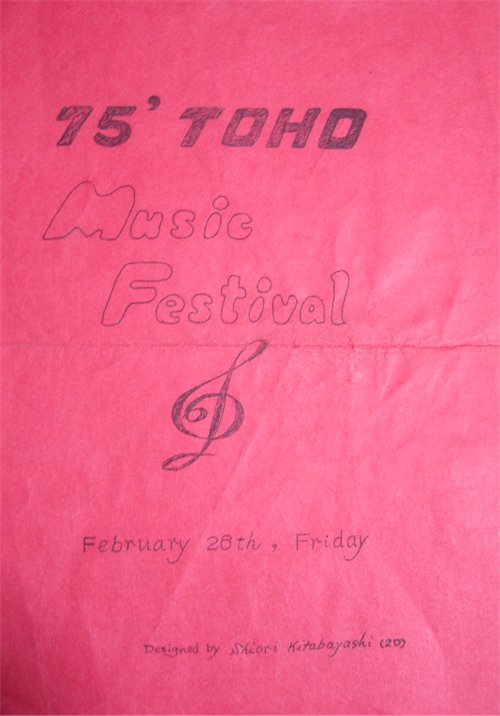 75' TOHO
Music
Festival
February 28th, Friday
Designed by Shiori Kitabayashi (2D)